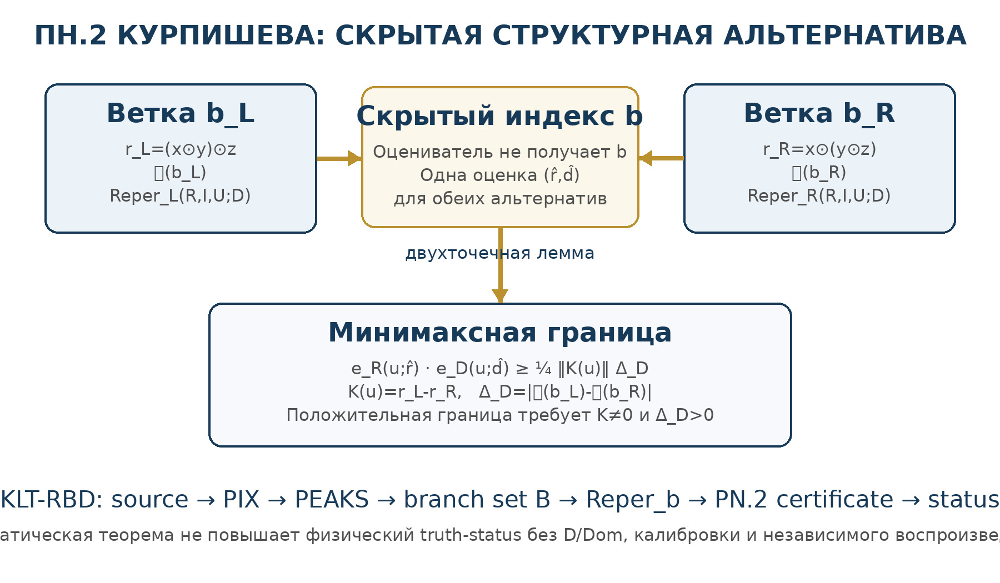 ПН.2 КУРПИШЕВА: СКРЫТАЯ СТРУКТУРНАЯ АЛЬТЕРНАТИВА
Ветка b_L
r_L=(x⊙y)⊙z
▯(b_L)
Reper_L(R,I,U;D)
Скрытый индекс b
Оцениватель не получает b
Одна оценка (r̂,d̂)
для обеих альтернатив
Ветка b_R
r_R=x⊙(y⊙z)
▯(b_R)
Reper_R(R,I,U;D)
двухточечная лемма
Минимаксная граница
e_R(u;r̂) · e_D(u;d̂) ≥ ¼ ‖K(u)‖ Δ_D
K(u)=r_L-r_R, Δ_D=|▯(b_L)-▯(b_R)|
Положительная граница требует K≠0 и Δ_D>0
KLT-RBD: source → PIX → PEAKS → branch set B → Reper_b → PN.2 certificate → status
атическая теорема не повышает физический truth-status без D/Dom, калибровки и независимого воспроизве